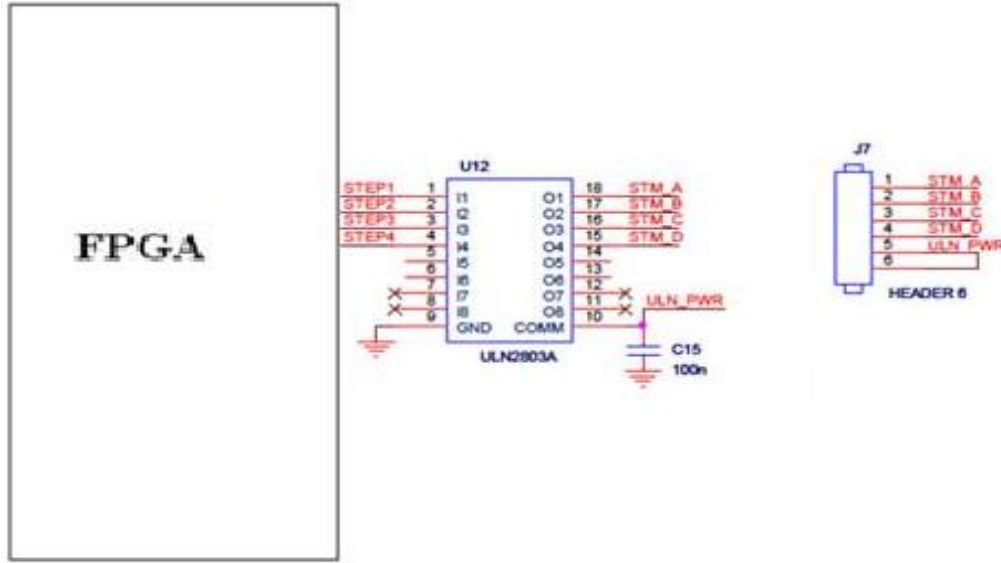 FPGA
U12
STEP1 1 I1 O1 18 STM_A
STEP2 2 I2 O2 17 STM_B
STEP3 3 I3 O3 16 STM_C
STEP4 4 I4 O4 15 STM_D
5 I5 O5 14
6 I6 O6 13
7 I7 O7 12
8 I8 O8 11
9 GND COMM 10 ULN_PWR
ULN2803A
C15
100n
J7
1 STM_A
2 STM_B
3 STM_C
4 STM_D
5 ULN_PWR
6
HEADER 6